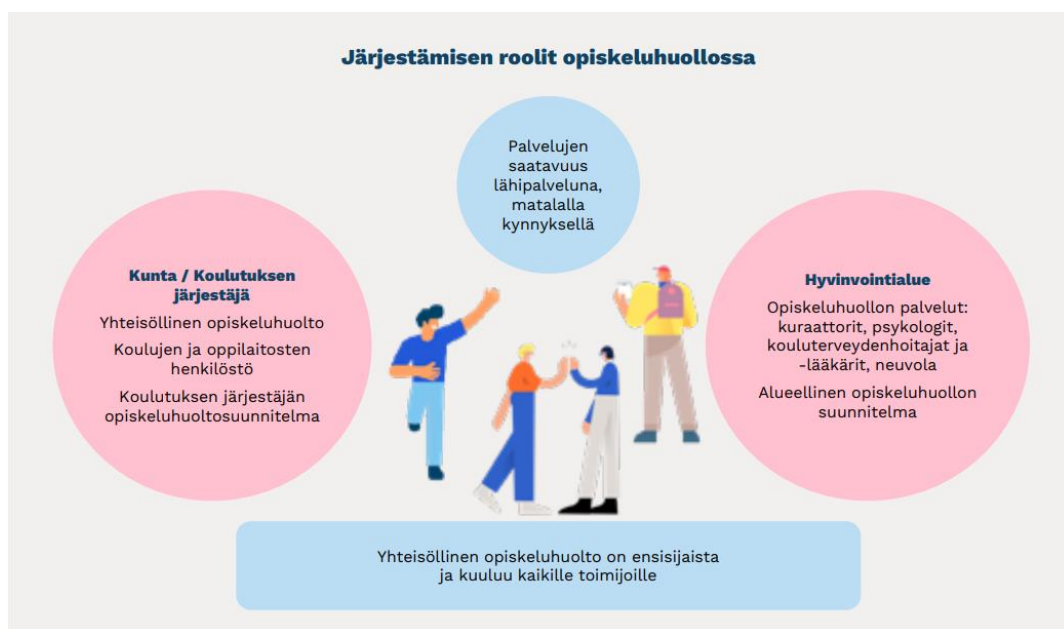 Järjestämisen roolit opiskeluhuollossa
Palvelujen
saatavuus
lähipalveluna,
matalalla
kynnyksellä
Kunta / Koulutuksen
järjestäjä
Yhteisöllinen opiskeluhuolto
Koulujen ja oppilaitosten
henkilöstö
Koulutuksen järjestäjän
opiskeluhuoltosuunnitelma
Hyvinvointialue
Opiskeluhuollon palvelut:
kuraattorit, psykologit,
kouluterveydenhoitajat ja
-lääkärit, neuvola
Alueellinen opiskeluhuollon
suunnitelma
Yhteisöllinen opiskeluhuolto on ensisijaista
ja kuuluu kaikille toimijoille